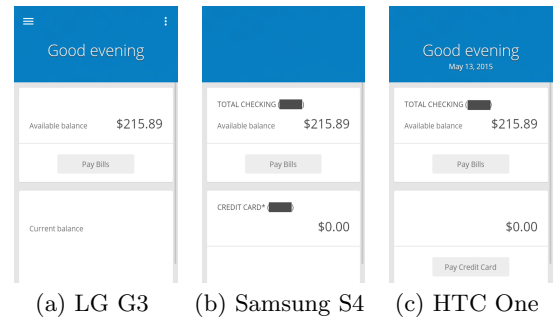 Good evening
Available balance $215.89
Pay Bills
Current balance
(a) LG G3
TOTAL CHECKING (
)
Available balance $215.89
Pay Bills
CREDIT CARD* (
)
$0.00
(b) Samsung S4
Good evening
May 13, 2015
TOTAL CHECKING (
)
Available balance $215.89
Pay Bills
$0.00
Pay Credit Card
(c) HTC One